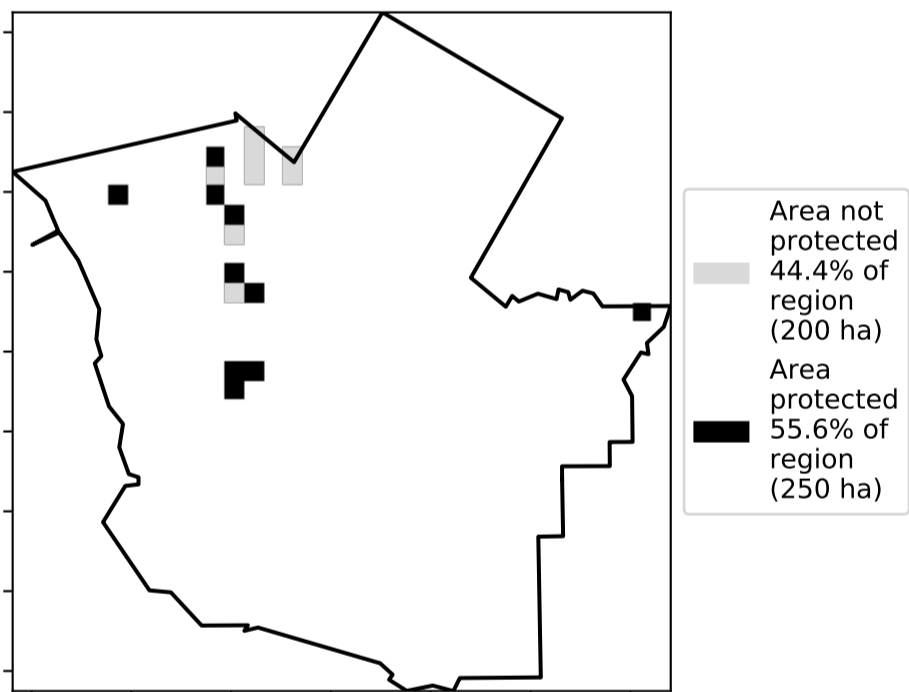 Area not
protected
44.4% of
region
(200 ha)
Area
protected
55.6% of
region
(250 ha)